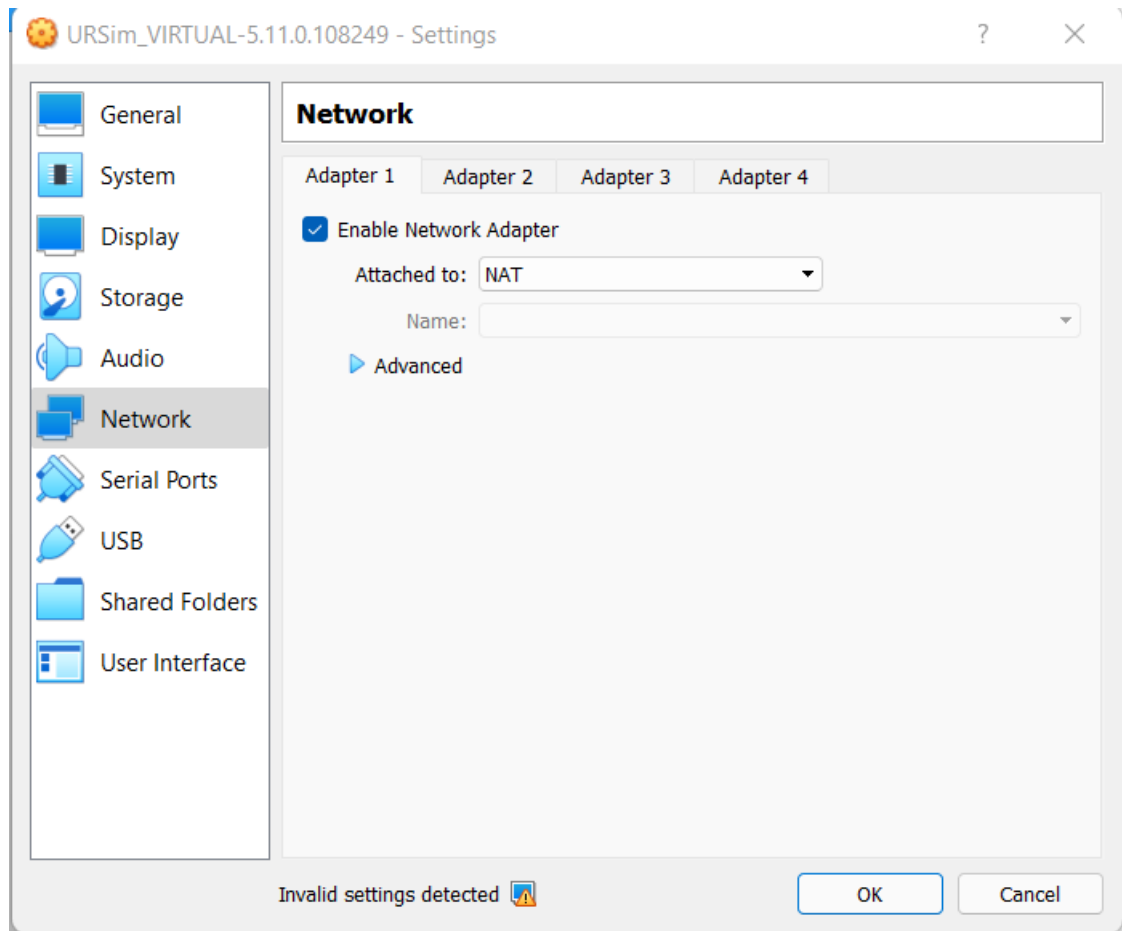 URSim_VIRTUAL-5.11.0.108249 - Settings ?
General
System
Display
Storage
Audio
Network
Serial Ports
USB
Shared Folders
User Interface
Network
Adapter 1 Adapter 2 Adapter 3 Adapter 4
Enable Network Adapter
Attached to: NAT
Name:
Advanced
Invalid settings detected
OK Cancel